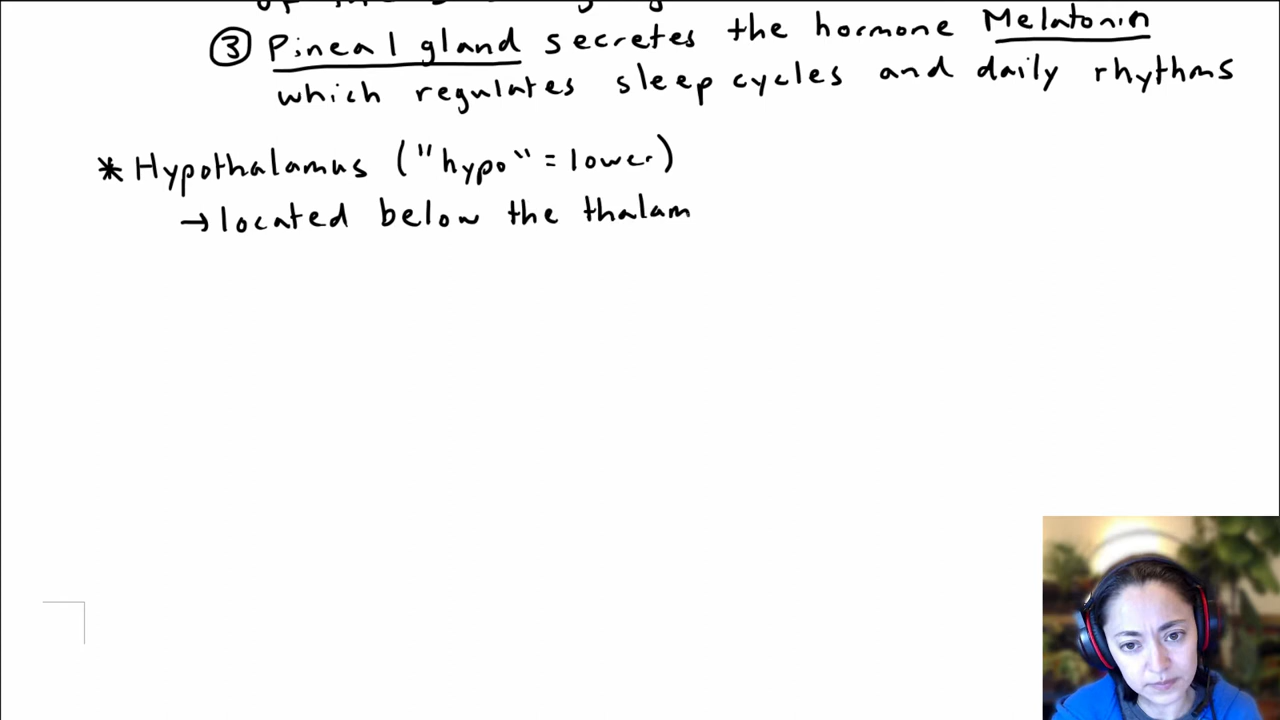 ③ Pineal gland secretes the hormone Melatonin
which regulates sleep cycles and daily rhythms
* Hypothalamus ("hypo" = lower)
→ located below the thalam